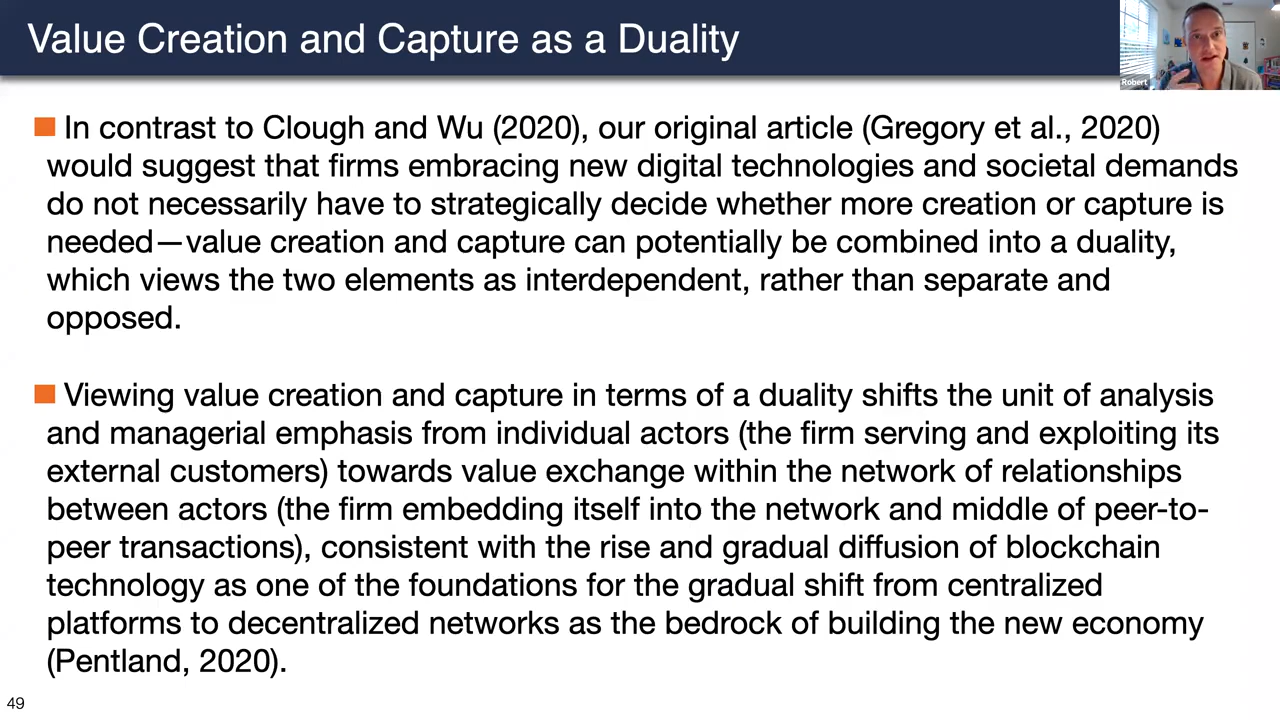 Value Creation and Capture as a Duality
Robert
In contrast to Clough and Wu (2020), our original article (Gregory et al., 2020)
would suggest that firms embracing new digital technologies and societal demands
do not necessarily have to strategically decide whether more creation or capture is
needed—value creation and capture can potentially be combined into a duality,
which views the two elements as interdependent, rather than separate and
opposed.
Viewing value creation and capture in terms of a duality shifts the unit of analysis
and managerial emphasis from individual actors (the firm serving and exploiting its
external customers) towards value exchange within the network of relationships
between actors (the firm embedding itself into the network and middle of peer-to-
peer transactions), consistent with the rise and gradual diffusion of blockchain
technology as one of the foundations for the gradual shift from centralized
platforms to decentralized networks as the bedrock of building the new economy
(Pentland, 2020).
49